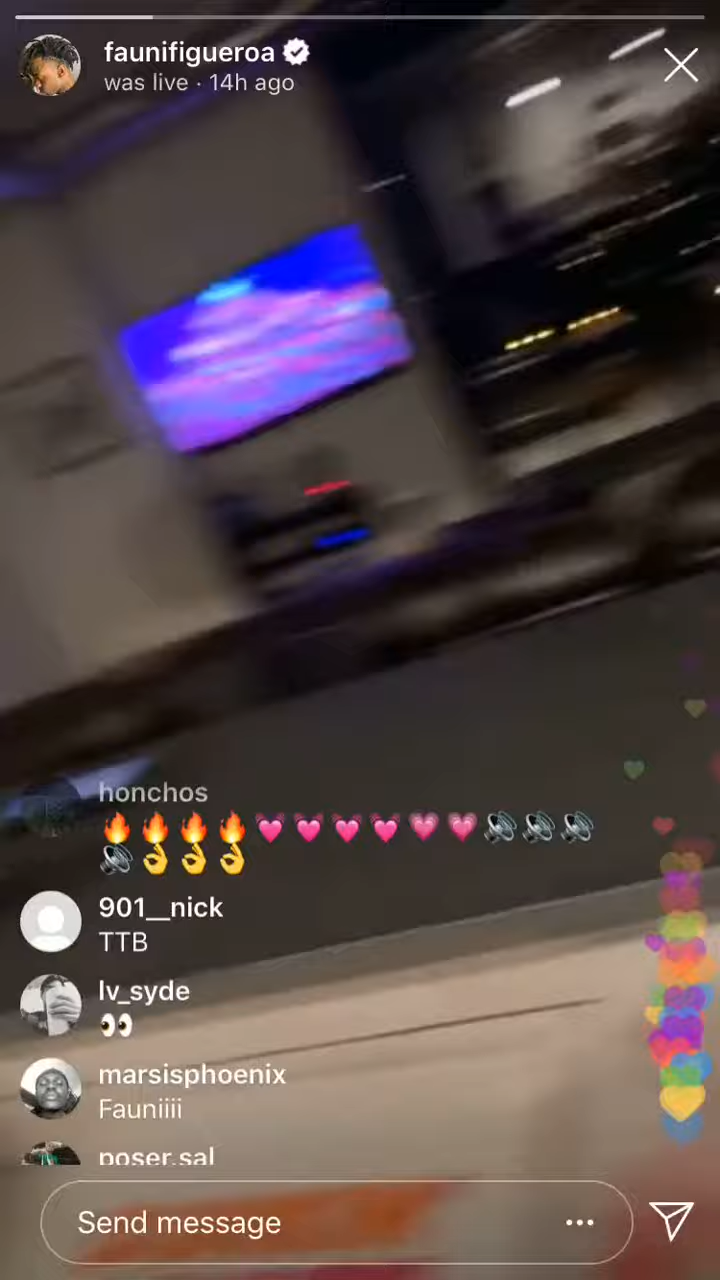 faunifigueroa
was live · 14h ago
honchos
🔥🔥🔥🔥💓💓💓💓💗💗🔊🔊🔊
🔊👌👌👌
901__nick
TTB
lv_syde
👀
marsisphoenix
Fauniiii
poser.sal
Send message